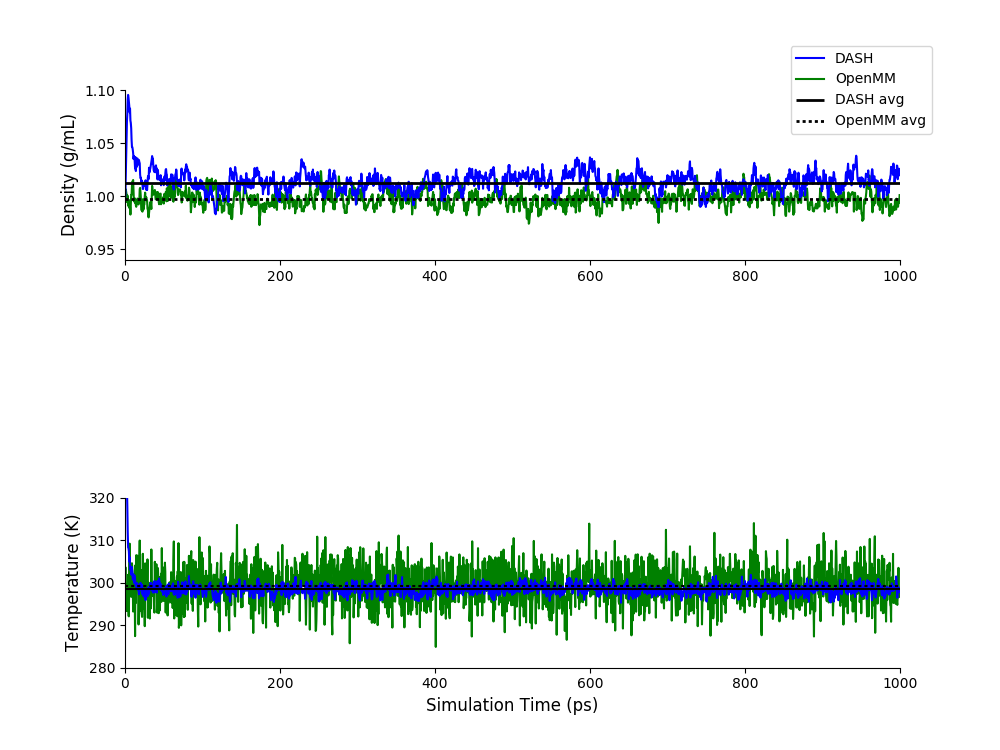 DASH
OpenMM
DASH avg
OpenMM avg
Density (g/mL)
1.10
1.05
1.00
0.95
0 200 400 600 800 1000
Temperature (K)
320
310
300
290
280
0 200 400 600 800 1000
Simulation Time (ps)